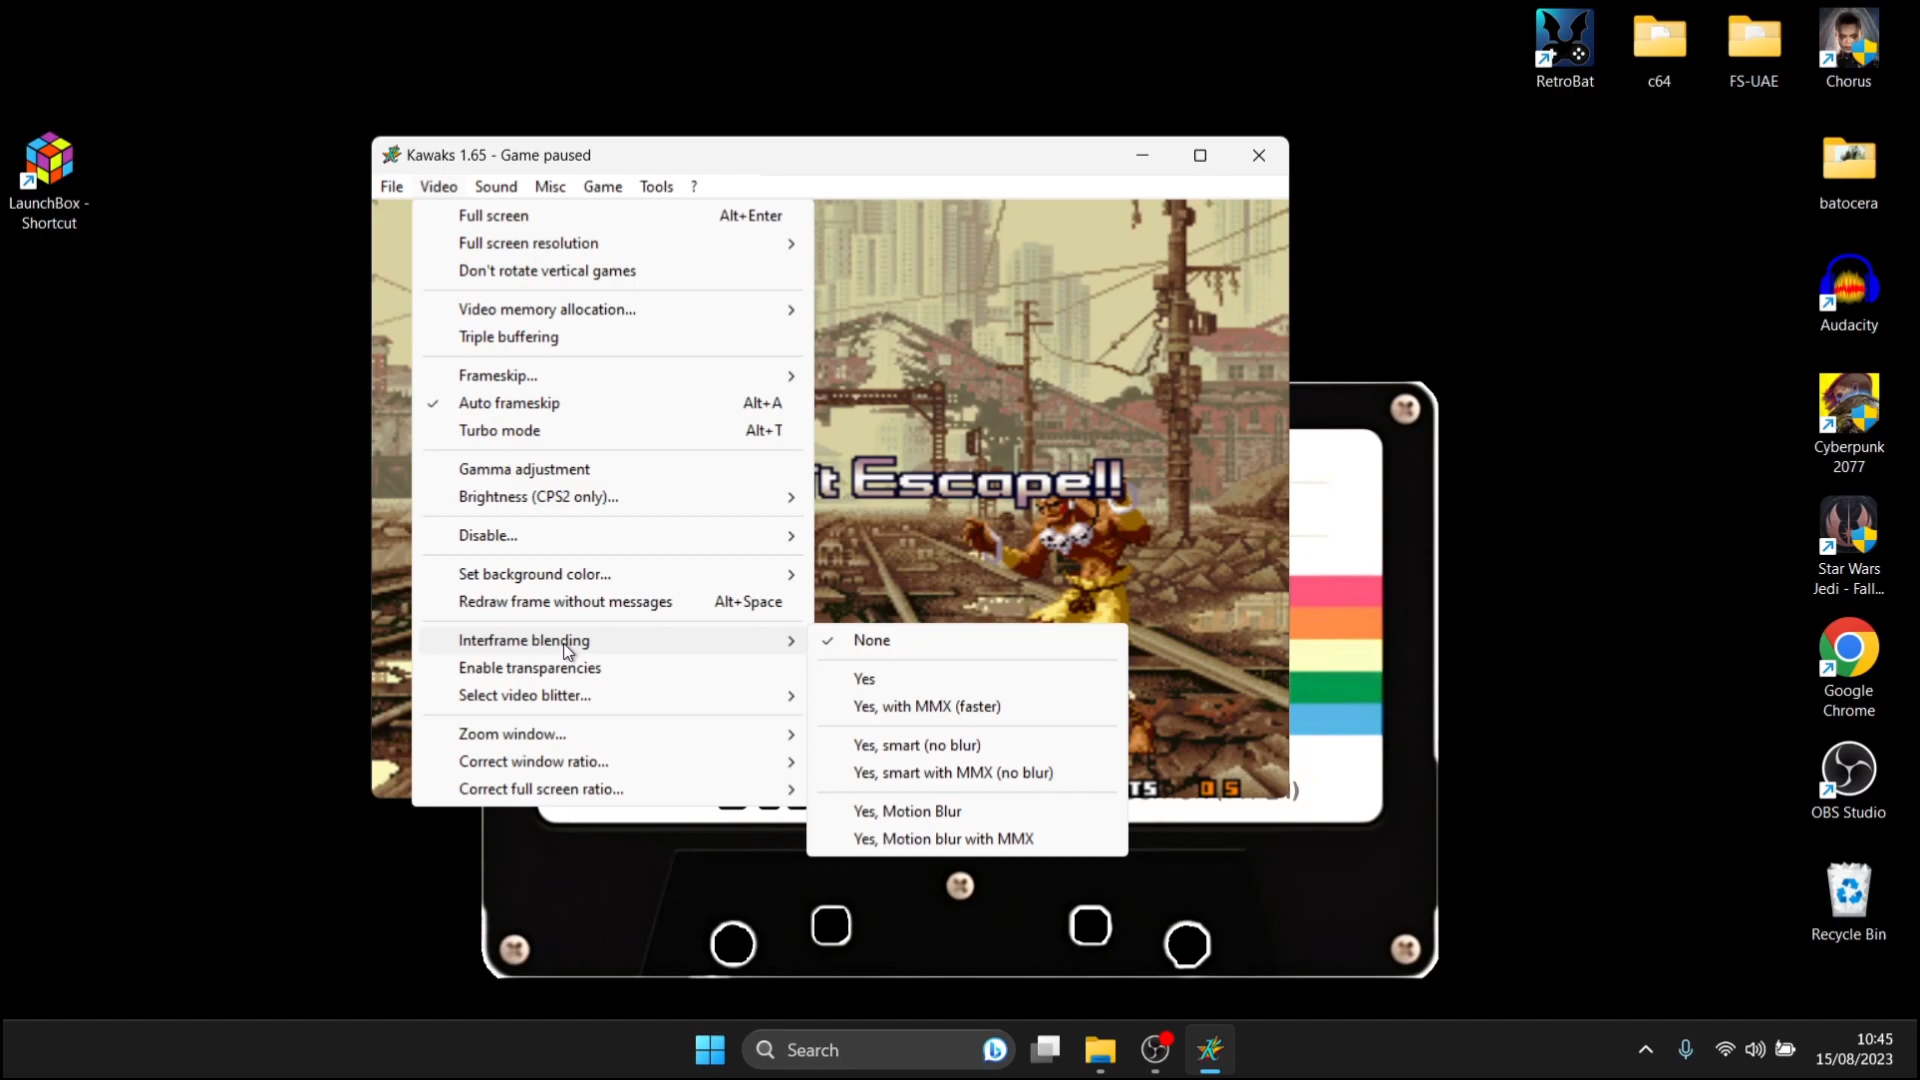 RetroBat
c64
FS-UAE
Chorus
LaunchBox -
Shortcut
Kawaks 1.65 - Game paused
File Video Sound Misc Game Tools ?
Full screen Alt+Enter
Full screen resolution
Don't rotate vertical games
Video memory allocation...
Triple buffering
Frameskip...
Auto frameskip Alt+A
Turbo mode Alt+T
Gamma adjustment
Brightness (CPS2 only)...
Disable...
Set background color...
Redraw frame without messages Alt+Space
Interframe blending
Enable transparencies
Select video blitter...
Zoom window...
Correct window ratio...
Correct full screen ratio...
None
Yes
Yes, with MMX (faster)
Yes, smart (no blur)
Yes, smart with MMX (no blur)
Yes, Motion Blur
Yes, Motion blur with MMX
't Escape!!
TS 05
batocera
Audacity
Cyberpunk
2077
Star Wars
Jedi - Fall...
Google
Chrome
OBS Studio
Recycle Bin
Search
10:45
15/08/2023